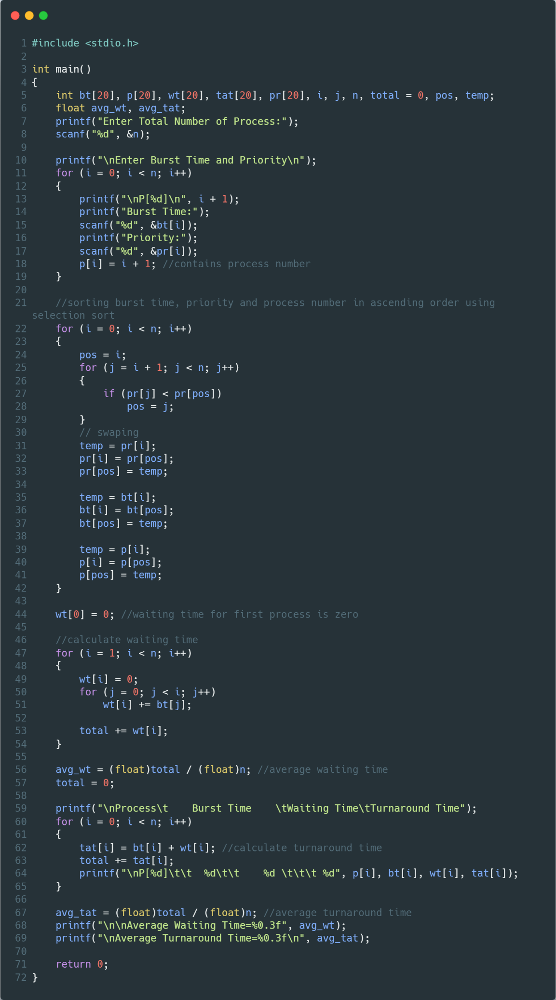 1 #include <stdio.h>
2
3 int main()
4 {
5     int bt[20], p[20], wt[20], tat[20], pr[20], i, j, n, total = 0, pos, temp;
6     float avg_wt, avg_tat;
7     printf("Enter Total Number of Process:");
8     scanf("%d", &n);
9
10     printf("\nEnter Burst Time and Priority\n");
11     for (i = 0; i < n; i++)
12     {
13         printf("\nP[%d]\n", i + 1);
14         printf("Burst Time:");
15         scanf("%d", &bt[i]);
16         printf("Priority:");
17         scanf("%d", &pr[i]);
18         p[i] = i + 1; //contains process number
19     }
20
21     //sorting burst time, priority and process number in ascending order using
selection sort
22     for (i = 0; i < n; i++)
23     {
24         pos = i;
25         for (j = i + 1; j < n; j++)
26         {
27             if (pr[j] < pr[pos])
28                 pos = j;
29         }
30         // swaping
31         temp = pr[i];
32         pr[i] = pr[pos];
33         pr[pos] = temp;
34
35         temp = bt[i];
36         bt[i] = bt[pos];
37         bt[pos] = temp;
38
39         temp = p[i];
40         p[i] = p[pos];
41         p[pos] = temp;
42     }
43
44     wt[0] = 0; //waiting time for first process is zero
45
46     //calculate waiting time
47     for (i = 1; i < n; i++)
48     {
49         wt[i] = 0;
50         for (j = 0; j < i; j++)
51             wt[i] += bt[j];
52
53         total += wt[i];
54     }
55
56     avg_wt = (float)total / (float)n; //average waiting time
57     total = 0;
58
59     printf("\nProcess\t    Burst Time    \tWaiting Time\tTurnaround Time");
60     for (i = 0; i < n; i++)
61     {
62         tat[i] = bt[i] + wt[i]; //calculate turnaround time
63         total += tat[i];
64         printf("\nP[%d]\t\t  %d\t\t    %d \t\t\t %d", p[i], bt[i], wt[i], tat[i]);
65     }
66
67     avg_tat = (float)total / (float)n; //average turnaround time
68     printf("\n\nAverage Waiting Time=%0.3f", avg_wt);
69     printf("\nAverage Turnaround Time=%0.3f\n", avg_tat);
70
71     return 0;
72 }